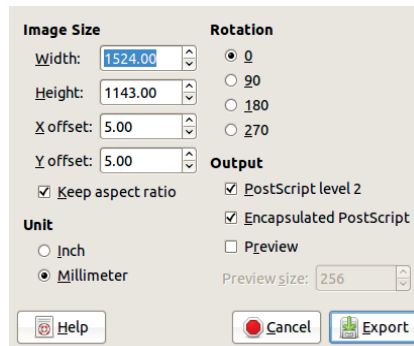 Image Size
Width: 1524.00
Height: 1143.00
X offset: 5.00
Y offset: 5.00
Keep aspect ratio
Unit
Inch
Millimeter
Rotation
0
90
180
270
Output
PostScript level 2
Encapsulated PostScript
Preview
Preview size: 256
Help
Cancel
Export